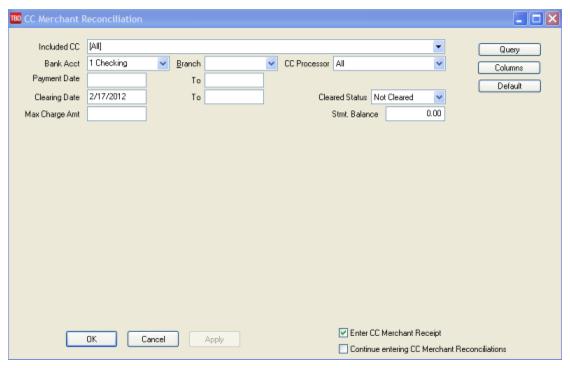 TBO CC Merchant Reconciliation
Included CC [All] Query
Bank Acct 1 Checking Branch CC Processor All Columns
Payment Date To Default
Clearing Date 2/17/2012 To Cleared Status Not Cleared
Max Charge Amt Stmt. Balance 0.00
Enter CC Merchant Receipt
OK Cancel Apply
Continue entering CC Merchant Reconciliations